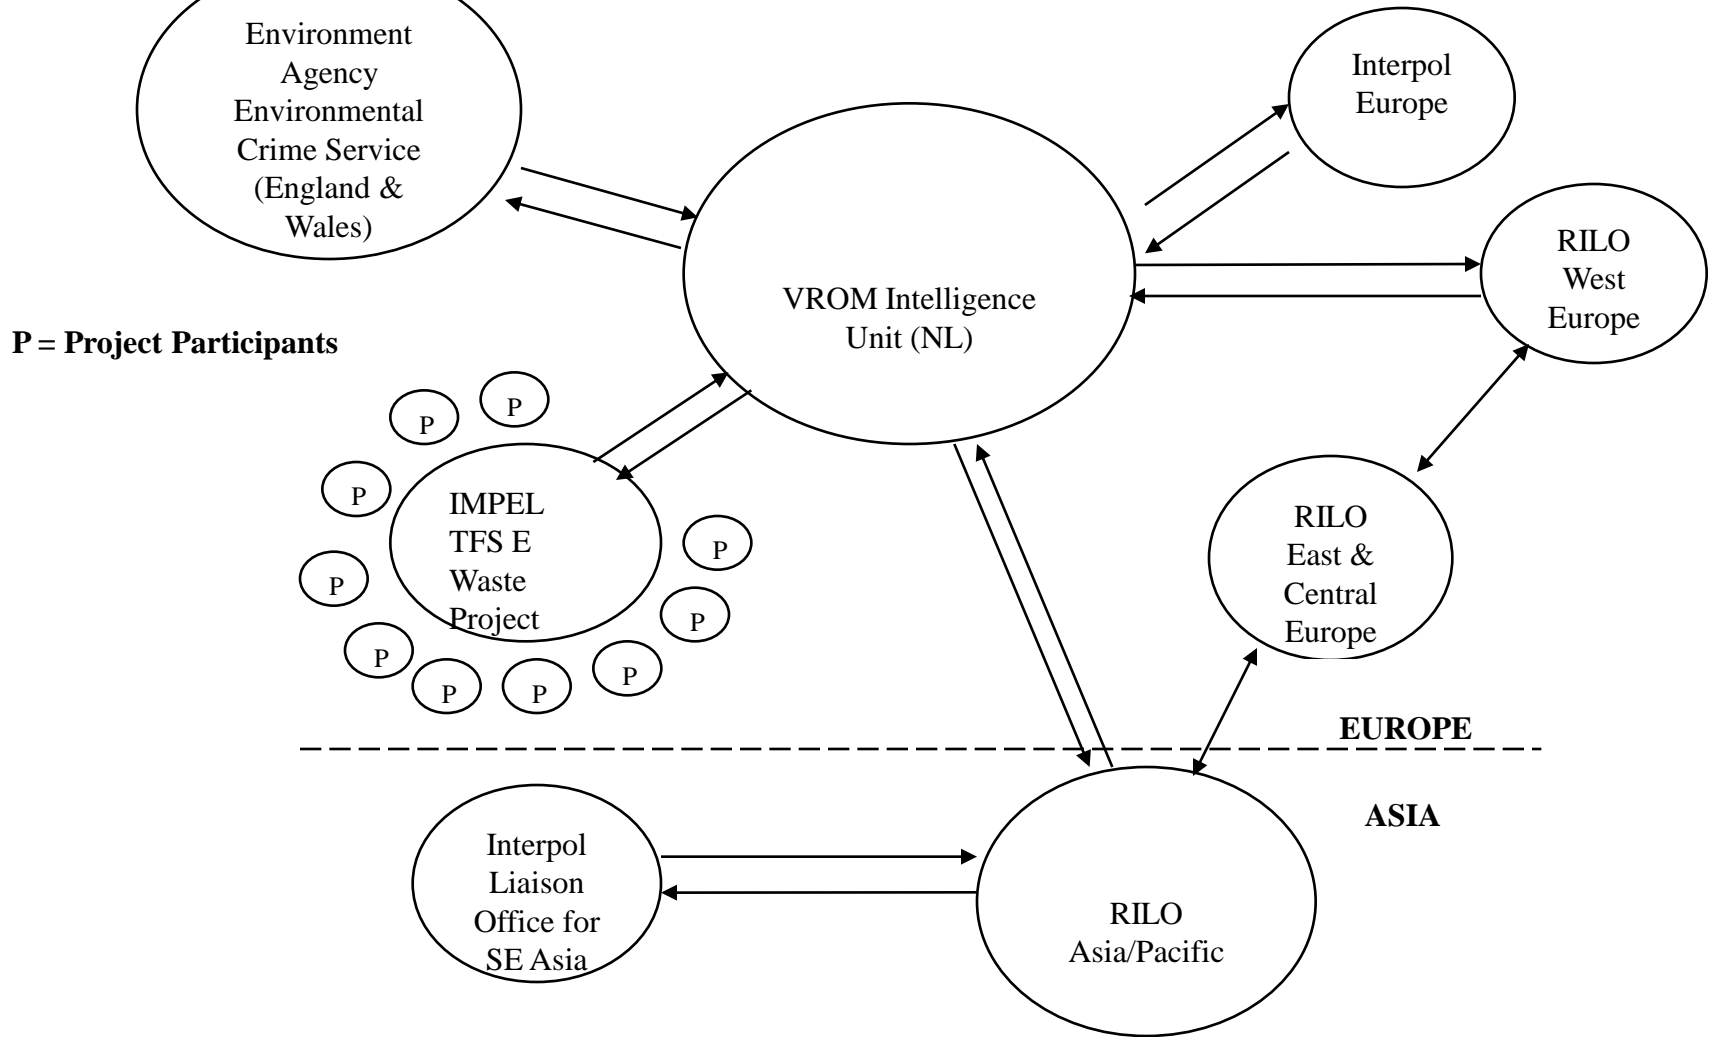 Environment
Agency
Environmental
Crime Service
(England &
Wales)
Interpol
Europe
VROM Intelligence
Unit (NL)
RILO
West
Europe
P = Project Participants
P
P
P
P
P
P
P
P
P
P
IMPEL
TFS E
Waste
Project
RILO
East &
Central
Europe
EUROPE
ASIA
Interpol
Liaison
Office for
SE Asia
RILO
Asia/Pacific